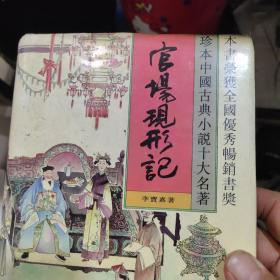 本書榮獲全國優秀暢銷書獎
珍本中國古典小說十大名著
官場現形記
李寶嘉著